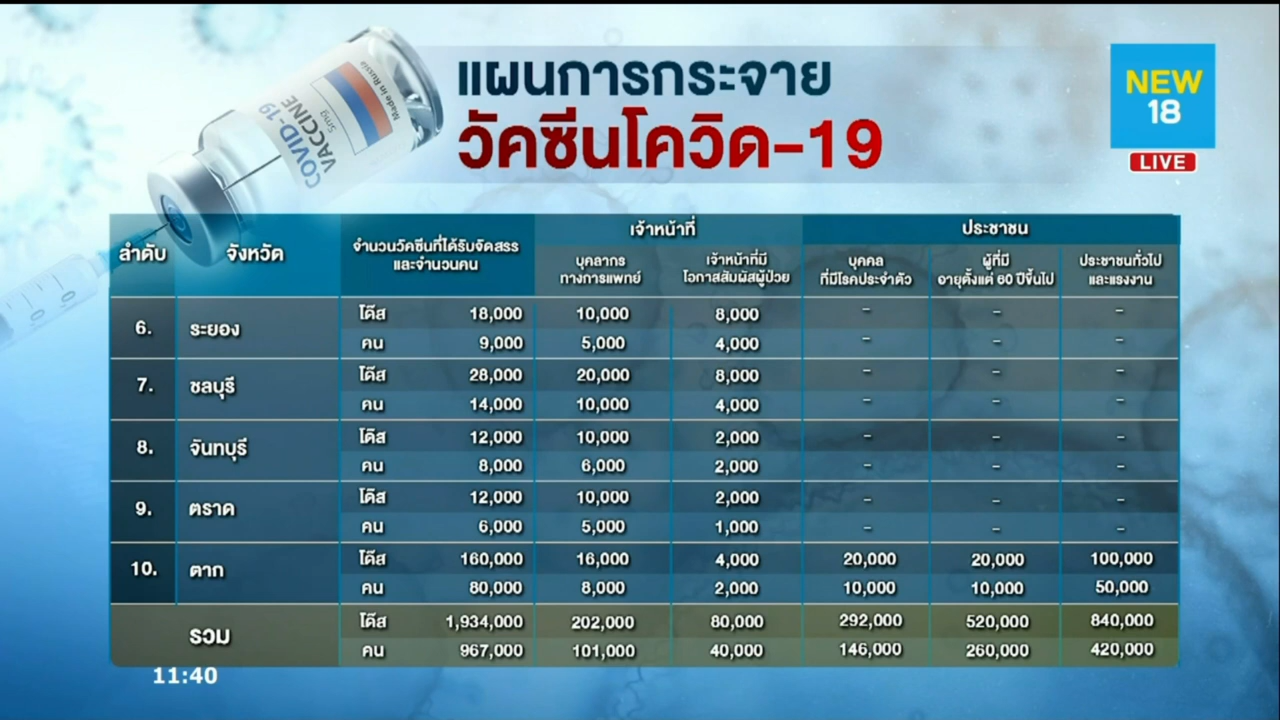 แผนการกระจาย
วัคซีนโควิด-19
NEW
18
LIVE
COVID-19
VACCINE
5mg
Made in Russia
ลำดับ จังหวัด จำนวนวัคซีนที่ได้รับจัดสรร เจ้าหน้าที่ ประชาชน
และจำนวนคน บุคลากร เจ้าหน้าที่มี บุคคล ผู้ที่มี ประชาชนทั่วไป
ทางการแพทย์ โอกาสสัมผัสผู้ป่วย ที่มีโรคประจำตัว อายุตั้งแต่ 60 ปีขึ้นไป และแรงงาน
6. ระยอง โด๊ส 18,000 10,000 8,000 - - -
คน 9,000 5,000 4,000 - - -
7. ชลบุรี โด๊ส 28,000 20,000 8,000 - - -
คน 14,000 10,000 4,000 - - -
8. จันทบุรี โด๊ส 12,000 10,000 2,000 - - -
คน 8,000 6,000 2,000 - - -
9. ตราด โด๊ส 12,000 10,000 2,000 - - -
คน 6,000 5,000 1,000 - - -
10. ตาก โด๊ส 160,000 16,000 4,000 20,000 20,000 100,000
คน 80,000 8,000 2,000 10,000 10,000 50,000
รวม โด๊ส 1,934,000 202,000 80,000 292,000 520,000 840,000
คน 967,000 101,000 40,000 146,000 260,000 420,000
11:40